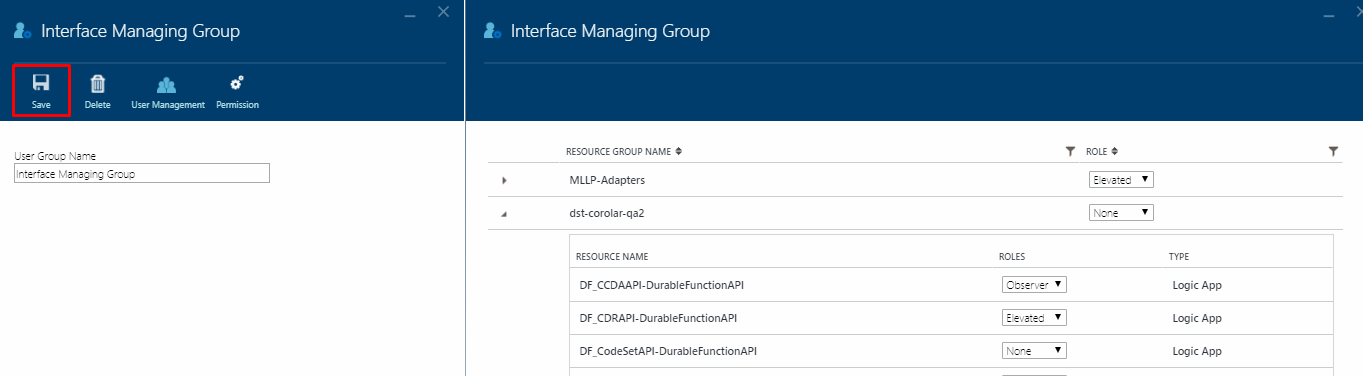 Interface Managing Group
Save Delete User Management Permission
User Group Name
Interface Managing Group
Interface Managing Group
RESOURCE GROUP NAME ROLE
MLLP-Adapters Elevated
dst-corolar-qa2 None
RESOURCE NAME ROLES TYPE
DF_CCDAAPI-DurableFunctionAPI Observer Logic App
DF_CDRAPI-DurableFunctionAPI Elevated Logic App
DF_CodeSetAPI-DurableFunctionAPI None Logic App